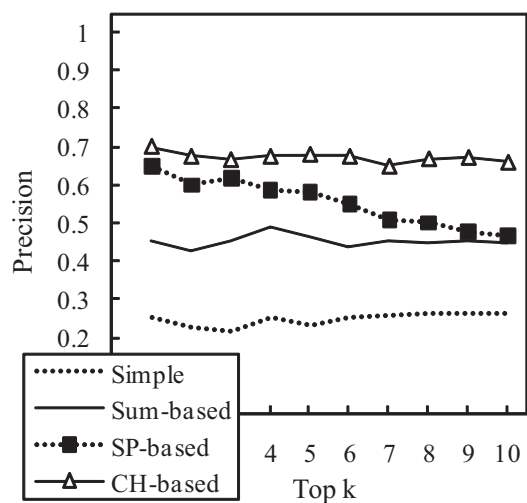 1
0.9
0.8
0.7
0.6
0.5
0.4
0.3
0.2
Precision
Simple
Sum-based
SP-based
CH-based
4 5 6 7 8 9 10
Top k